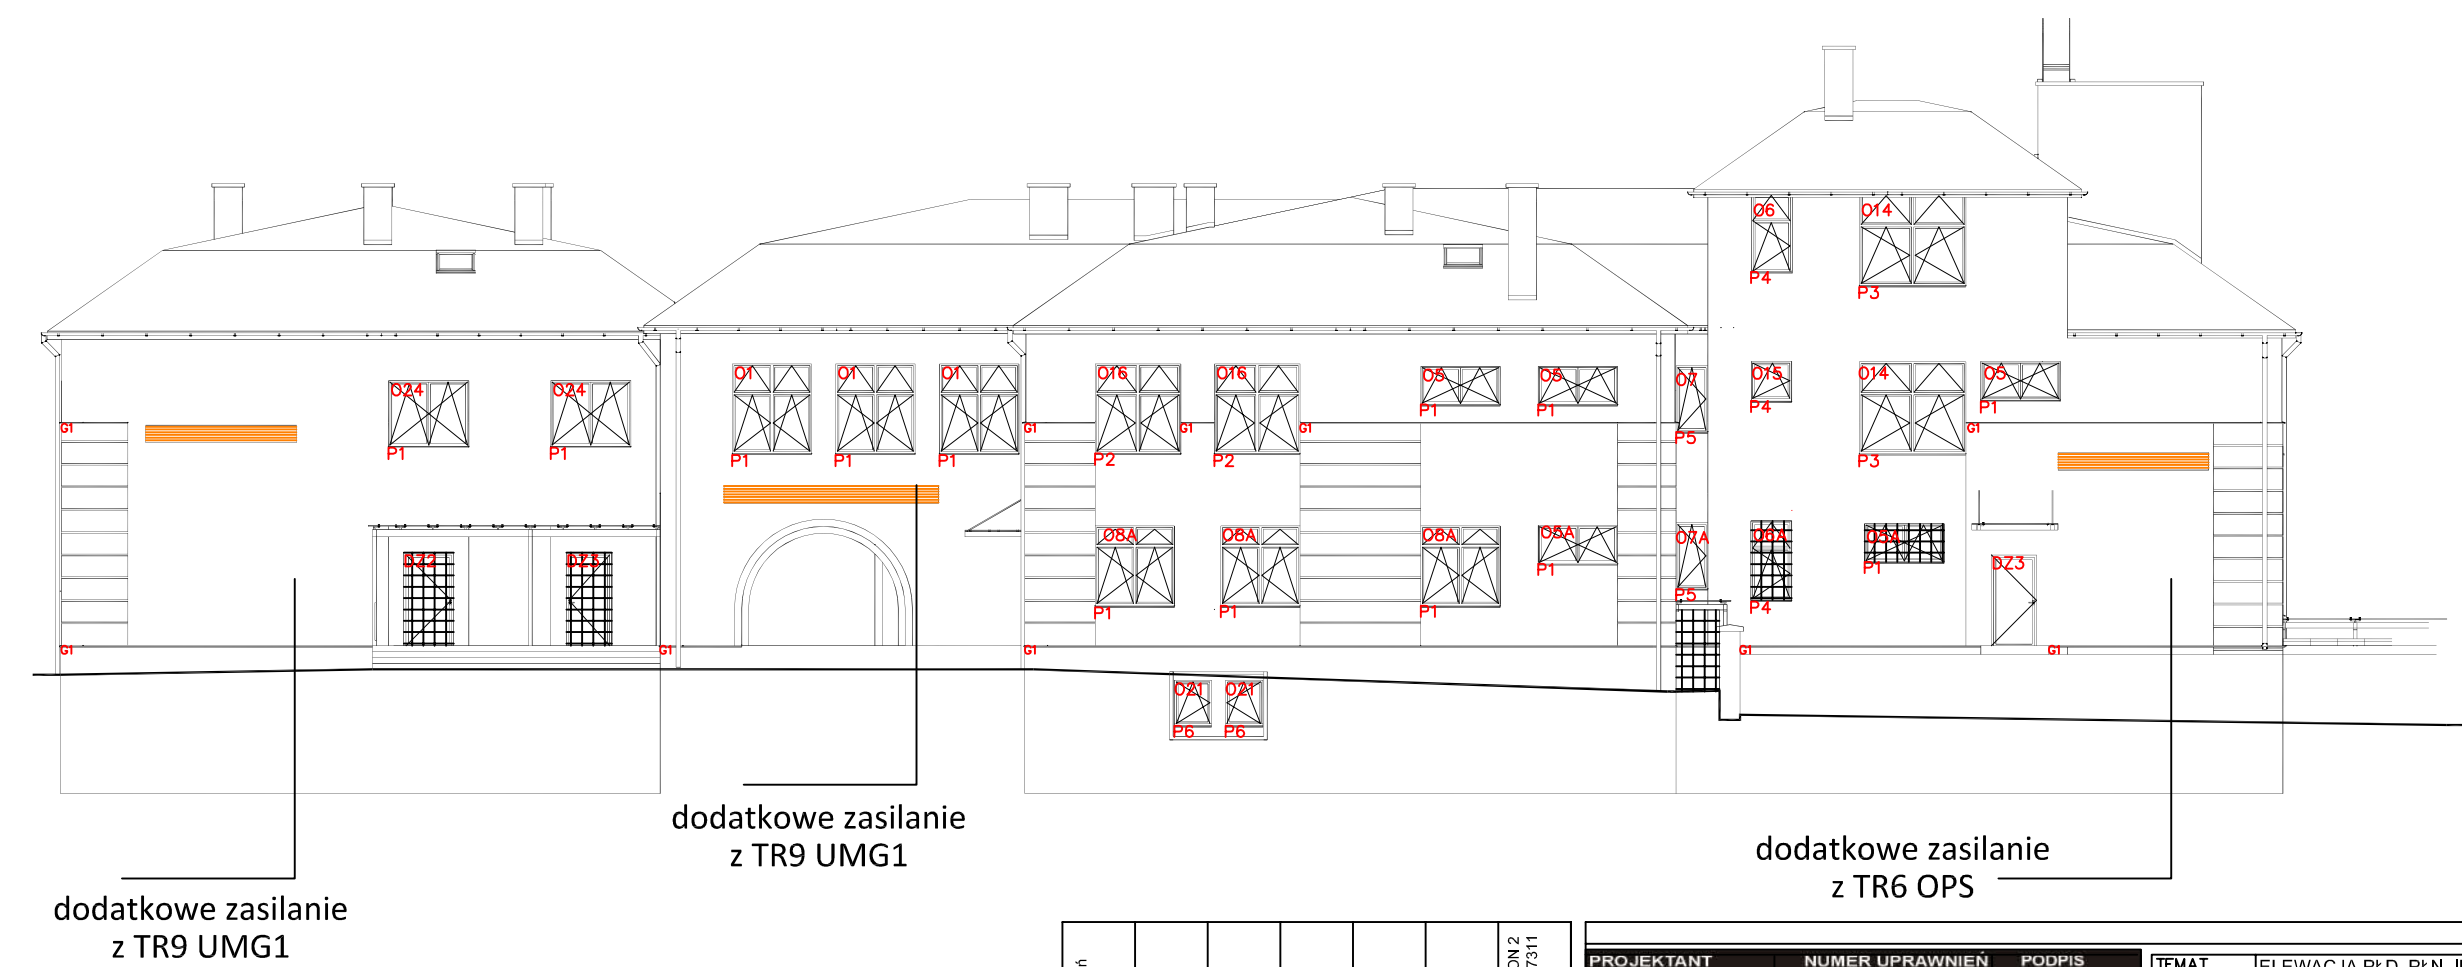 O6 O14
P4 P3
O24 O24 O1 O1 O1 O16 O16 O5 O5 O7 O15 O14 O5
P1 P1 P1 P1 P1 P2 P2 P1 P1 P5 P4 P3 P1
G1 G1 G1 G1 G1
DZ2 DZ3 O8A O8A O8A O5A O7A O6A O5A DZ3
P1 P1 P1 P1 P5 P4 P1
G1 G1 G1 G1 G1
O21 O21
P6 P6
dodatkowe zasilanie
z TR9 UMG1
dodatkowe zasilanie
z TR9 UMG1
dodatkowe zasilanie
z TR6 OPS
7311
PROJEKTANT NUMER UPRAWNIEŃ PODPIS
TEMAT
ELEWACJA PŁD. PŁN.